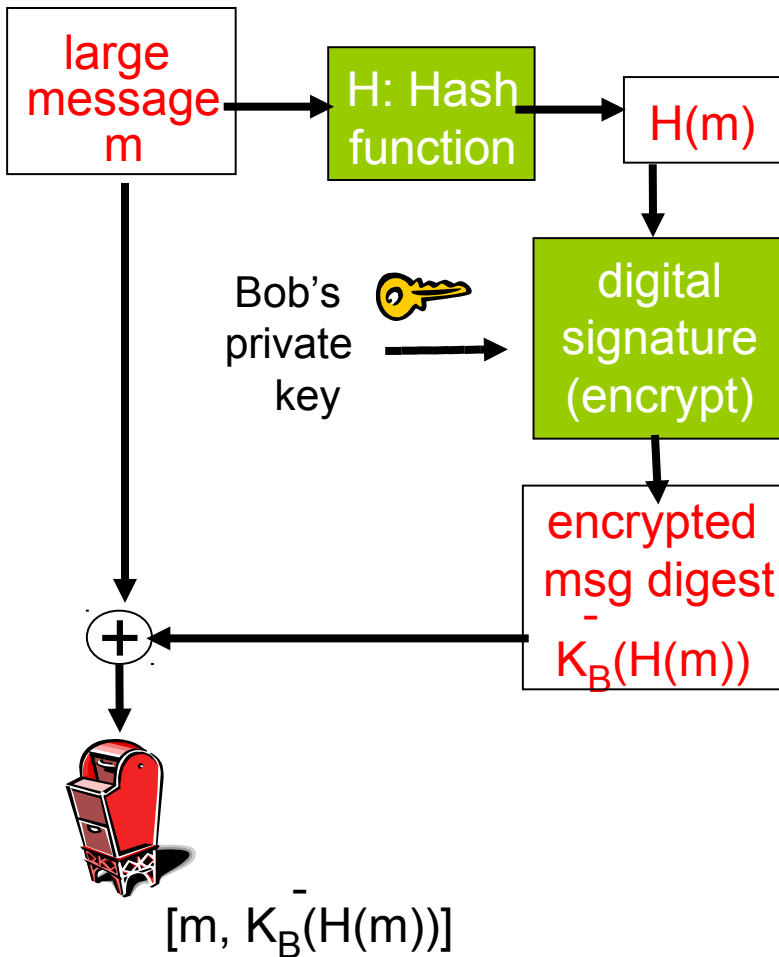 large
message
m
H: Hash
function
H(m)
Bob’s
private
key
digital
signature
(encrypt)
encrypted
msg digest
K_B^-(H(m))
+
[m, K_B^-(H(m))]